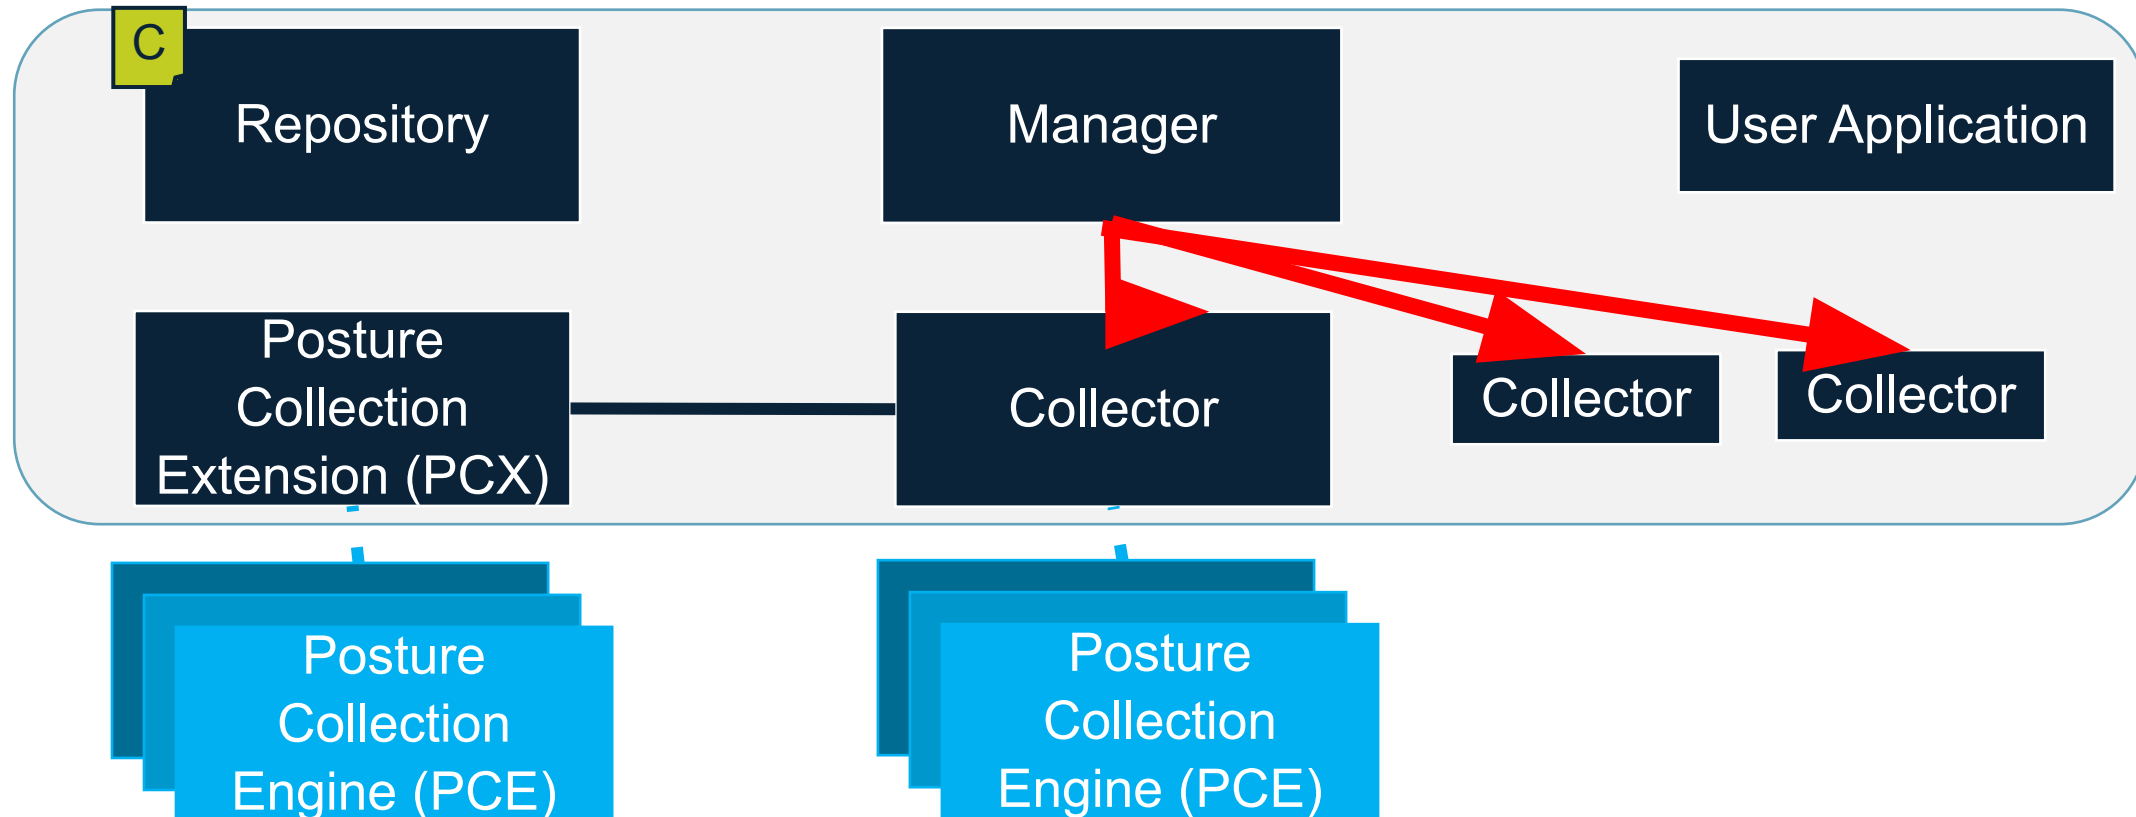 C
Repository
Manager
User Application
Posture
Collection
Extension (PCX)
Collector
Collector
Collector
Posture
Collection
Engine (PCE)
Posture
Collection
Engine (PCE)